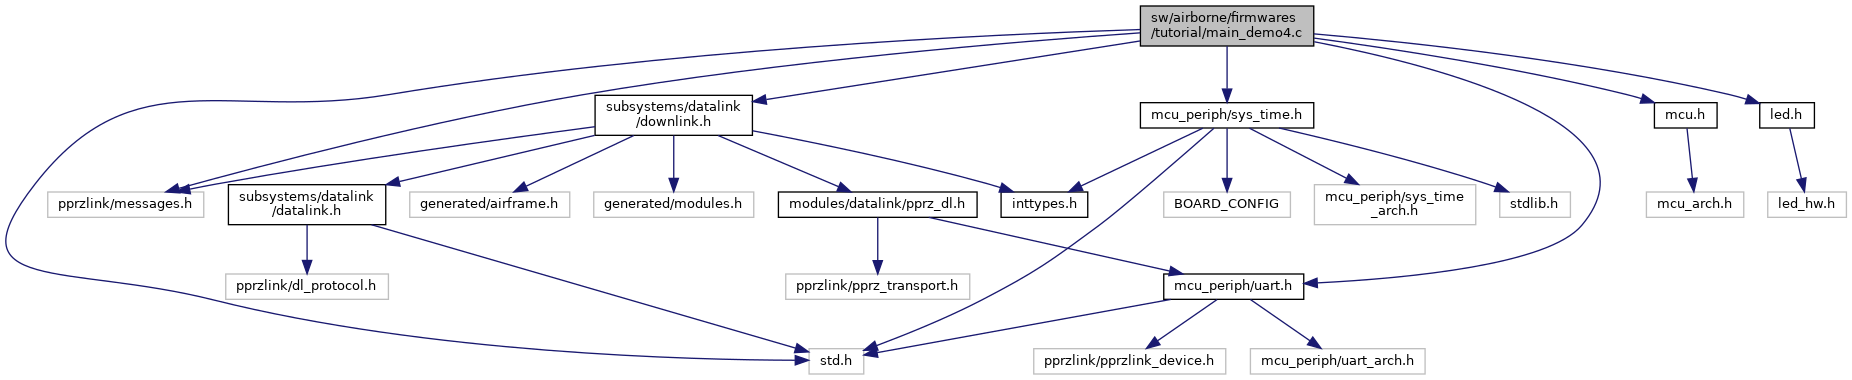 sw/airborne/firmwares
/tutorial/main_demo4.c
subsystems/datalink
/downlink.h
mcu_periph/sys_time.h
mcu.h
led.h
pprzlink/messages.h
subsystems/datalink
/datalink.h
generated/airframe.h
generated/modules.h
modules/datalink/pprz_dl.h
inttypes.h
BOARD_CONFIG
mcu_periph/sys_time
_arch.h
stdlib.h
mcu_arch.h
led_hw.h
pprzlink/dl_protocol.h
pprzlink/pprz_transport.h
mcu_periph/uart.h
std.h
pprzlink/pprzlink_device.h
mcu_periph/uart_arch.h